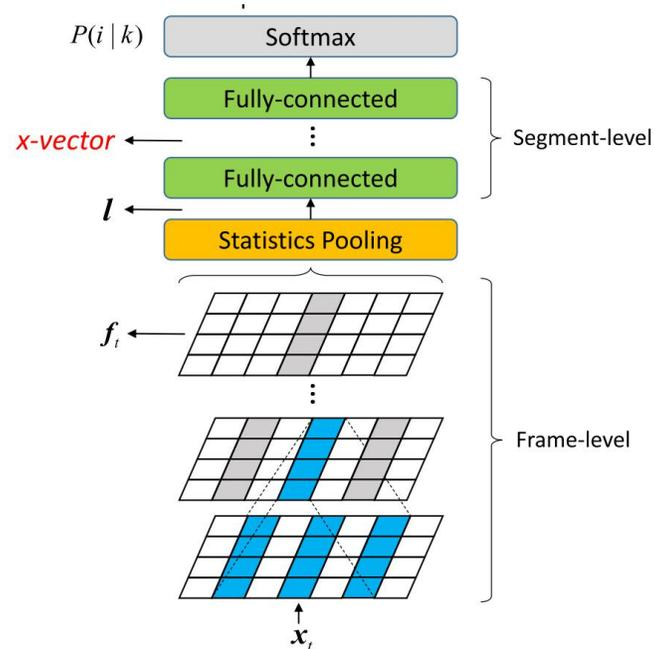 P(i | k)
Softmax
Fully-connected
x-vector
⋮
Segment-level
Fully-connected
l
Statistics Pooling
f_t
⋮
Frame-level
x_t